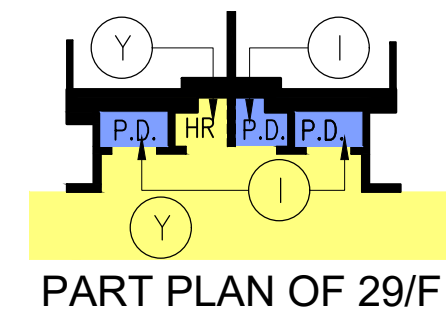 Y I
P.D. HR P.D. P.D.
I
Y
PART PLAN OF 29/F